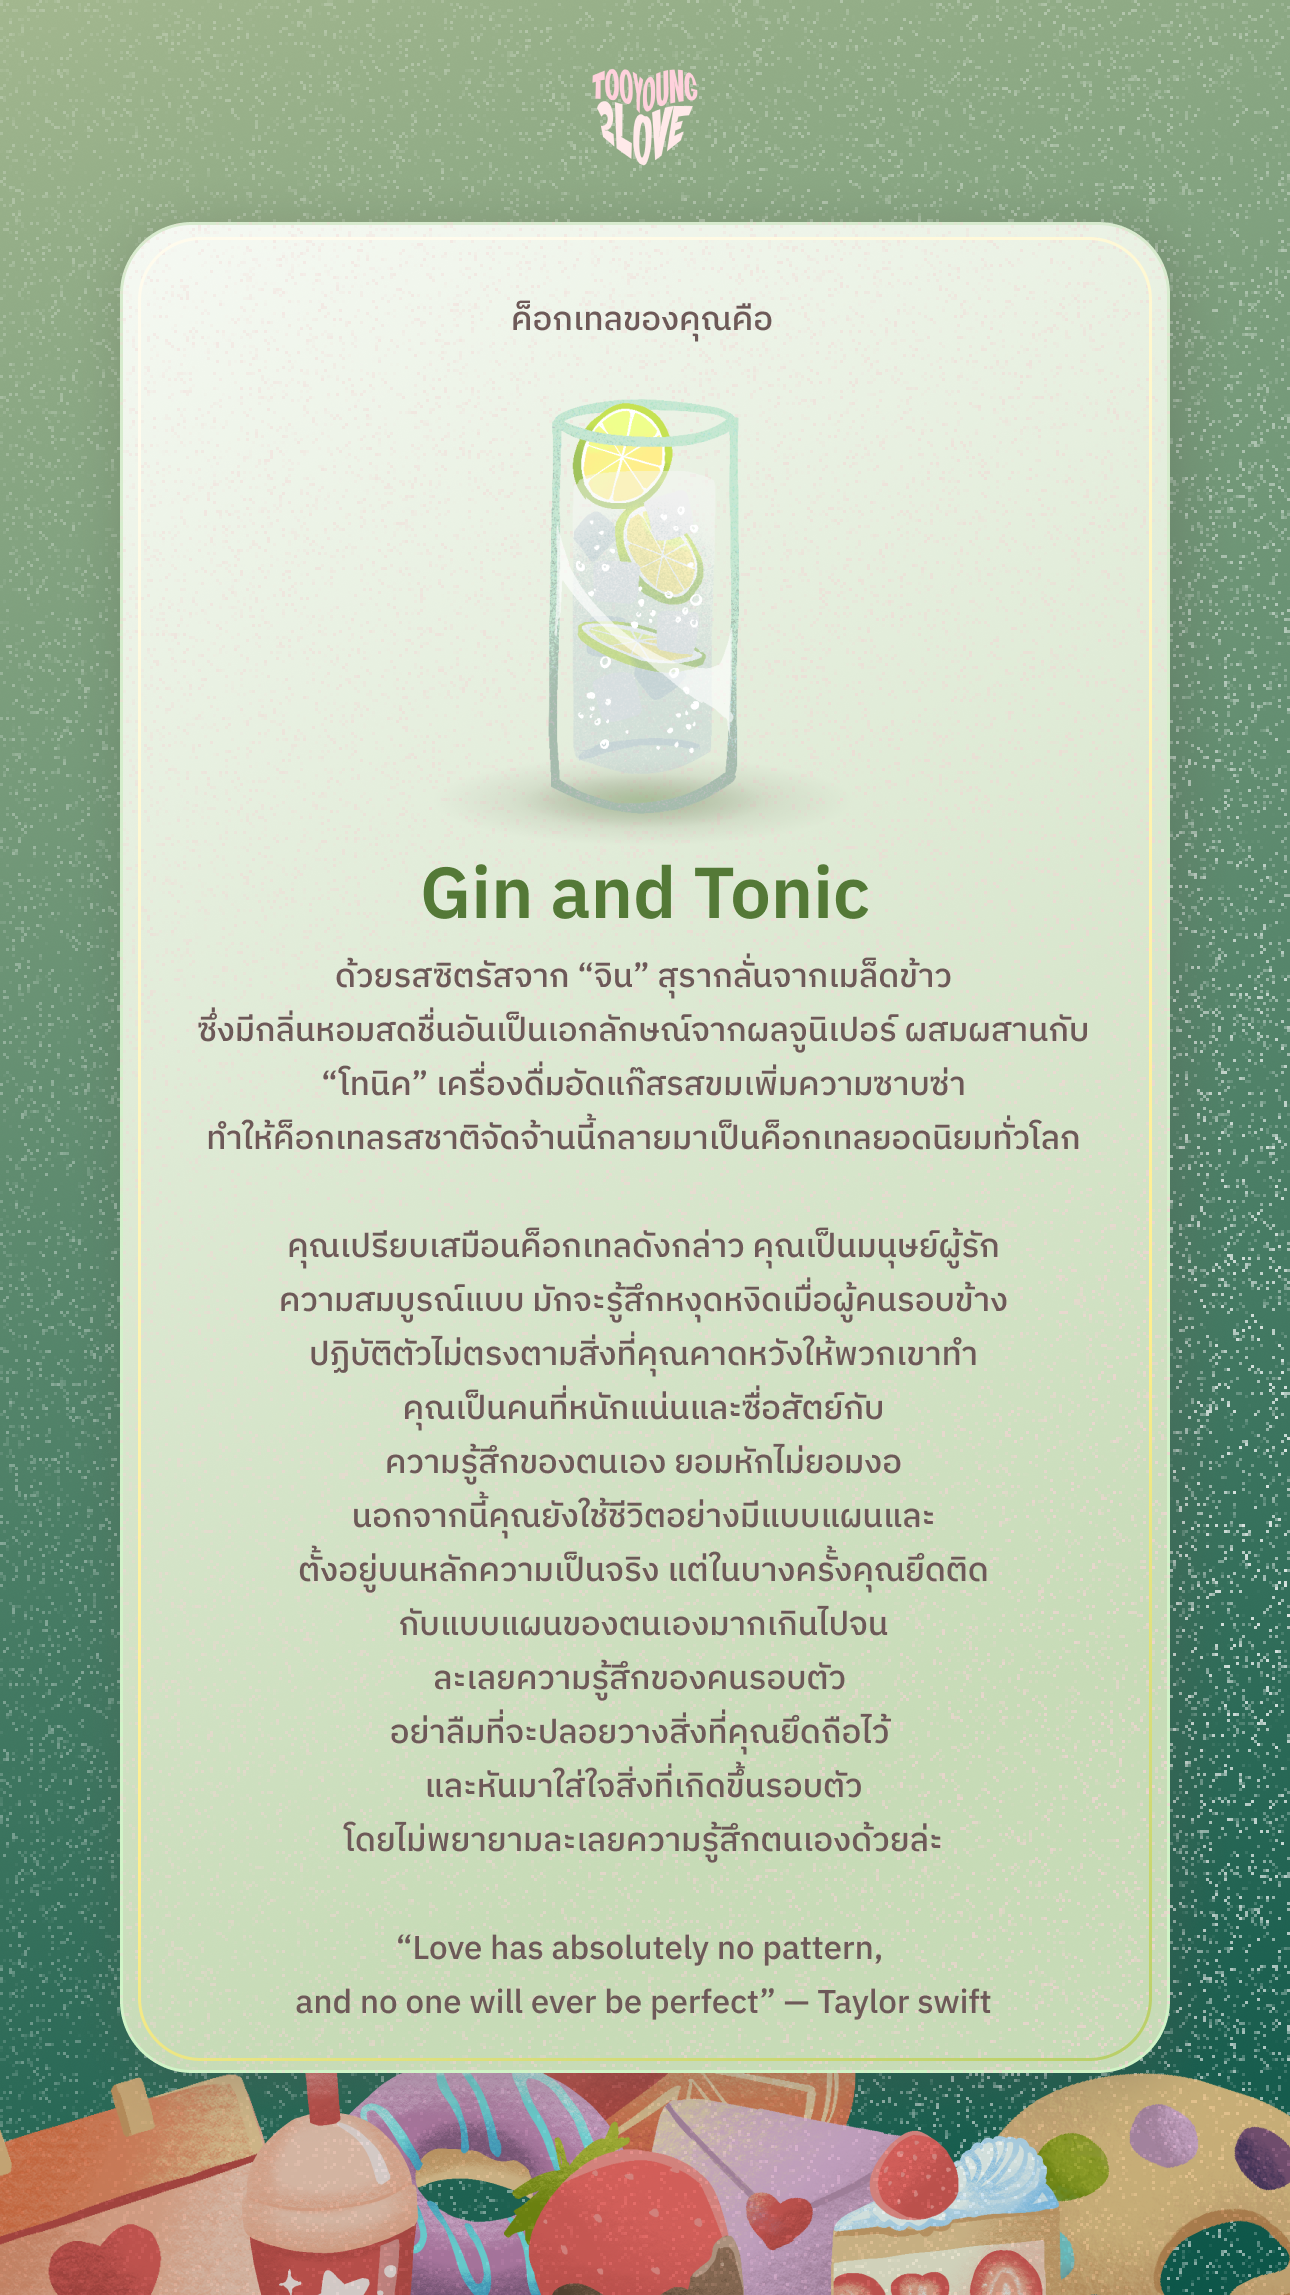 TOO YOUNG
2LOVE
ค็อกเทลของคุณคือ
Gin and Tonic
ด้วยรสซิตรัสจาก “จิน” สุรากลั่นจากเมล็ดข้าว
ซึ่งมีกลิ่นหอมสดชื่นอันเป็นเอกลักษณ์จากผลจูนิเปอร์ ผสมผสานกับ
“โทนิค” เครื่องดื่มอัดแก๊สรสขมเพิ่มความซาบซ่า
ทำให้ค็อกเทลรสชาติจัดจ้านนี้กลายมาเป็นค็อกเทลยอดนิยมทั่วโลก
คุณเปรียบเสมือนค็อกเทลดังกล่าว คุณเป็นมนุษย์ผู้รัก
ความสมบูรณ์แบบ มักจะรู้สึกหงุดหงิดเมื่อผู้คนรอบข้าง
ปฏิบัติตัวไม่ตรงตามสิ่งที่คุณคาดหวังให้พวกเขาทำ
คุณเป็นคนที่หนักแน่นและซื่อสัตย์กับ
ความรู้สึกของตนเอง ยอมหักไม่ยอมงอ
นอกจากนี้คุณยังใช้ชีวิตอย่างมีแบบแผนและ
ตั้งอยู่บนหลักความเป็นจริง แต่ในบางครั้งคุณยึดติด
กับแบบแผนของตนเองมากเกินไปจน
ละเลยความรู้สึกของคนรอบตัว
อย่าลืมที่จะปลอยวางสิ่งที่คุณยึดถือไว้
และหันมาใส่ใจสิ่งที่เกิดขึ้นรอบตัว
โดยไม่พยายามละเลยความรู้สึกตนเองด้วยล่ะ
“Love has absolutely no pattern,
and no one will ever be perfect” — Taylor swift